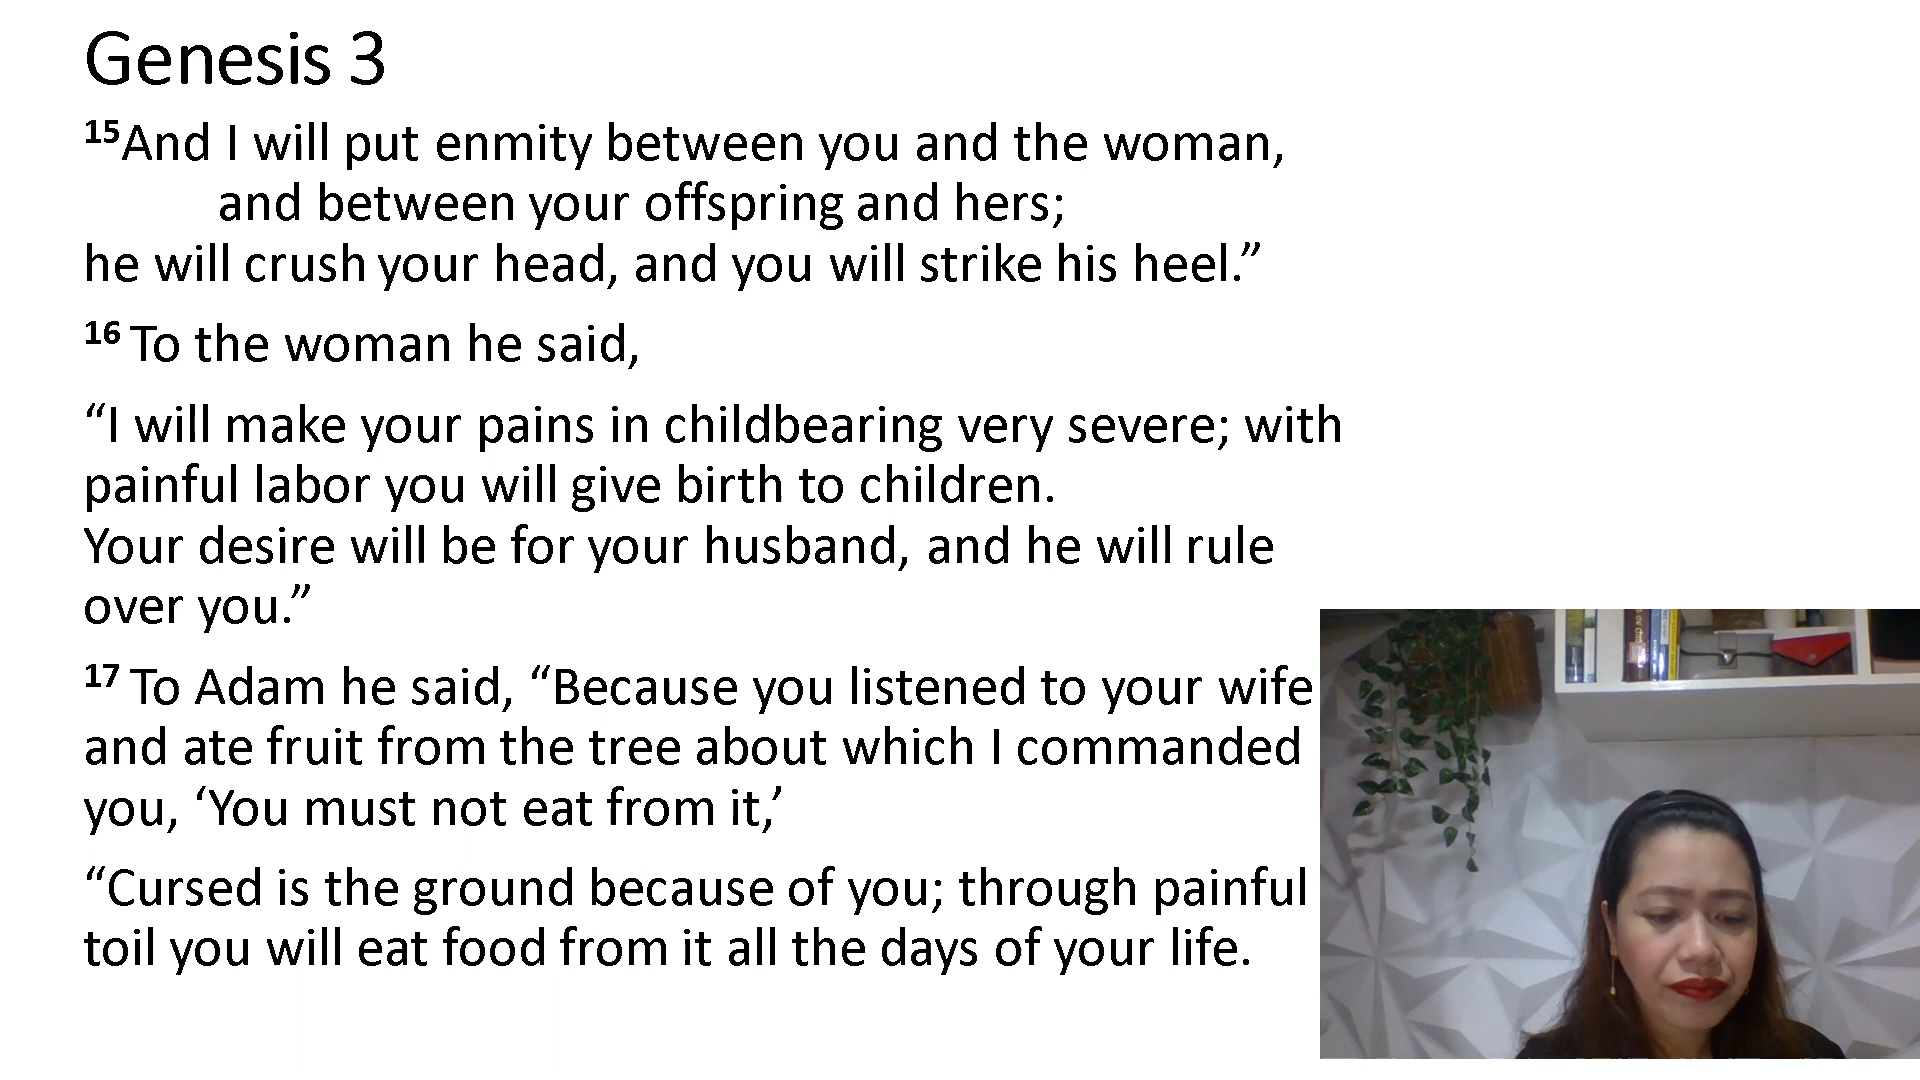 Genesis 3
15And I will put enmity between you and the woman,
and between your offspring and hers;
he will crush your head, and you will strike his heel.”
16 To the woman he said,
“I will make your pains in childbearing very severe; with
painful labor you will give birth to children.
Your desire will be for your husband, and he will rule
over you.”
17 To Adam he said, “Because you listened to your wife
and ate fruit from the tree about which I commanded
you, ‘You must not eat from it,’
“Cursed is the ground because of you; through painful
toil you will eat food from it all the days of your life.